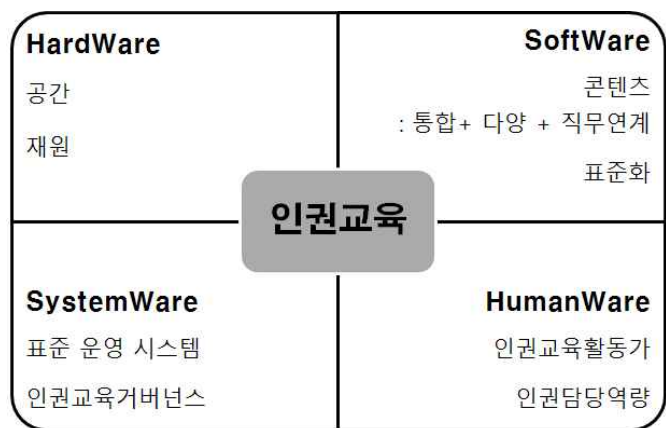 HardWare
공간
재원
SoftWare
콘텐츠
: 통합+ 다양 + 직무연계
표준화
인권교육
SystemWare
표준 운영 시스템
인권교육거버넌스
HumanWare
인권교육활동가
인권담당역량